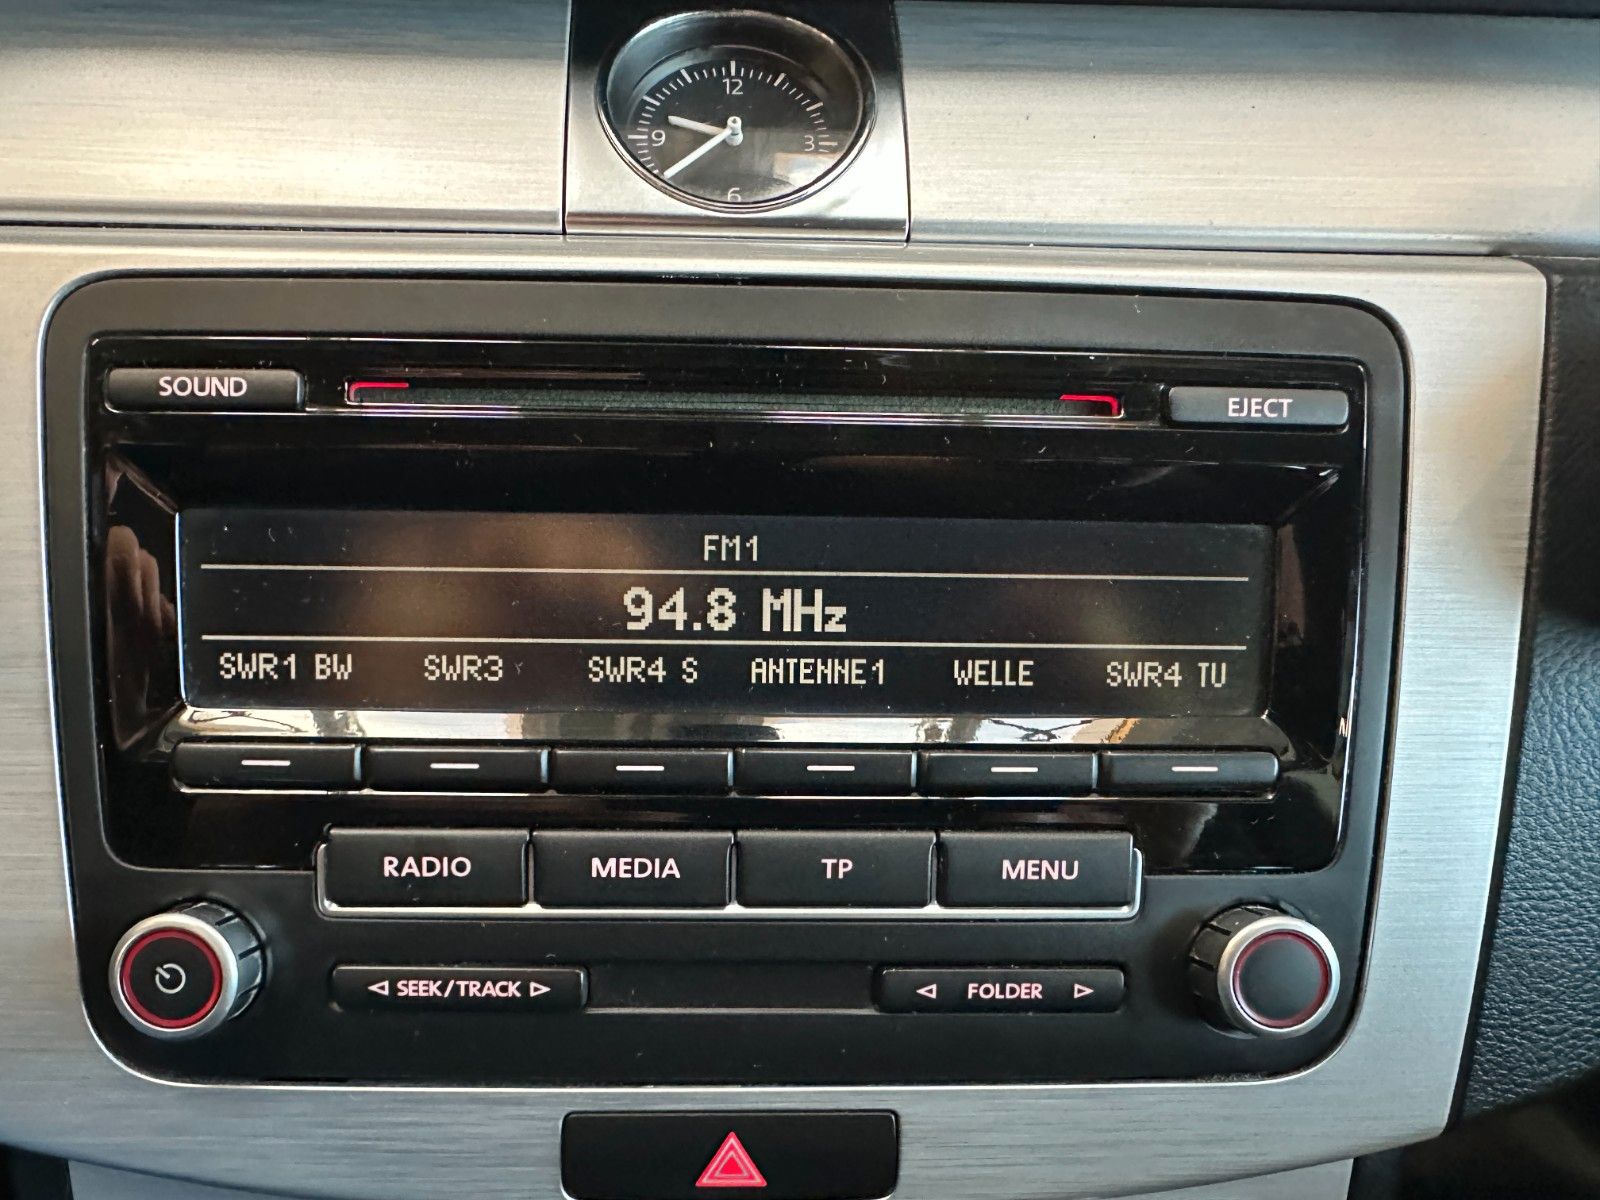 12
9 3
6
SOUND EJECT
FM1
94.8 MHz
SWR1 BW SWR3 SWR4 S ANTENNE1 WELLE SWR4 TU
RADIO MEDIA TP MENU
SEEK/TRACK FOLDER